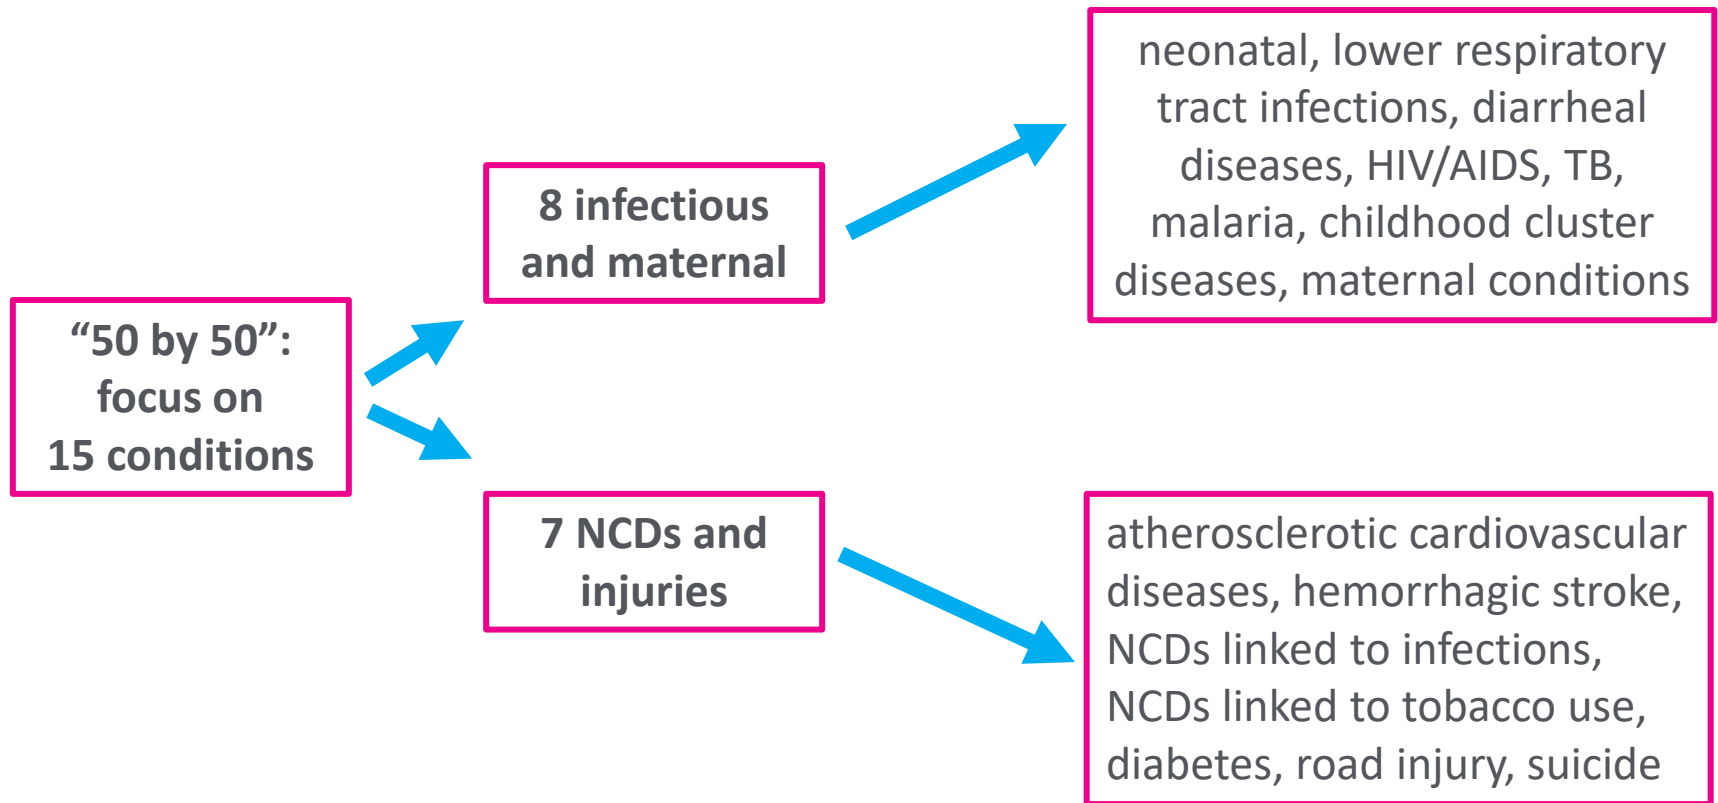 “50 by 50”:
focus on
15 conditions
8 infectious
and maternal
neonatal, lower respiratory
tract infections, diarrheal
diseases, HIV/AIDS, TB,
malaria, childhood cluster
diseases, maternal conditions
7 NCDs and
injuries
atherosclerotic cardiovascular
diseases, hemorrhagic stroke,
NCDs linked to infections,
NCDs linked to tobacco use,
diabetes, road injury, suicide